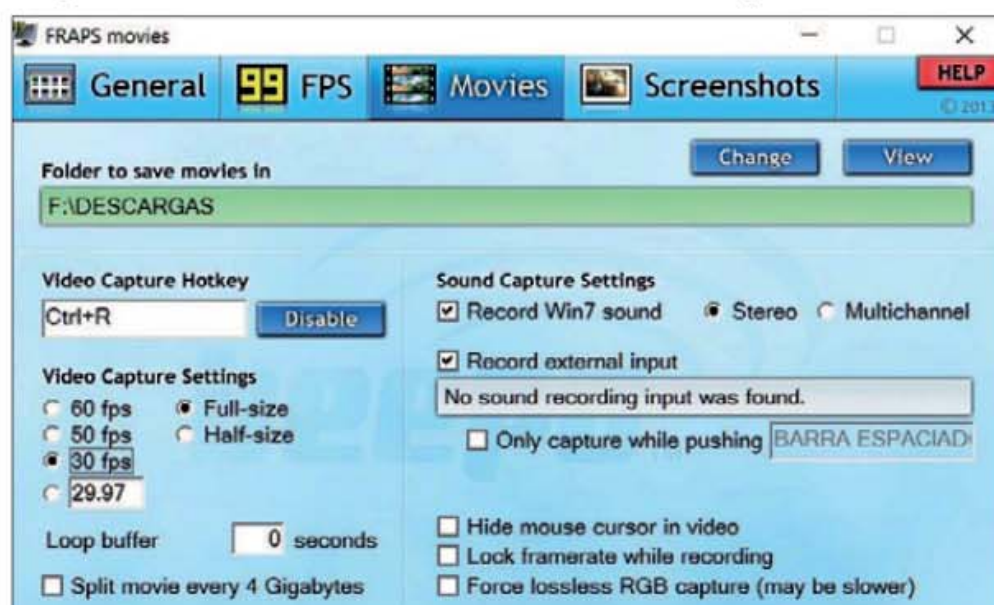 FRAPS movies
General 99 FPS Movies Screenshots HELP
© 2013
Change View
Folder to save movies in
F:\DESCARGAS
Video Capture Hotkey
Ctrl+R Disable
Video Capture Settings
60 fps Full-size
50 fps Half-size
30 fps
29.97
Loop buffer 0 seconds
Split movie every 4 Gigabytes
Sound Capture Settings
Record Win7 sound Stereo Multichannel
Record external input
No sound recording input was found.
Only capture while pushing BARRA ESPACIAD
Hide mouse cursor in video
Lock framerate while recording
Force lossless RGB capture (may be slower)